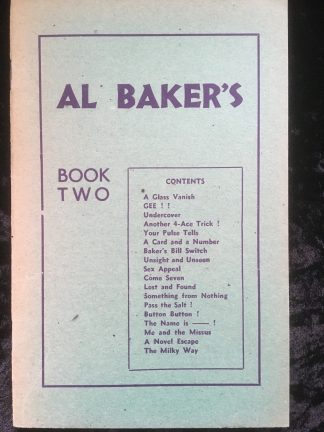 AL BAKER'S
BOOK
TWO
CONTENTS
A Glass Vanish
GEE ! !
Undercover
Another 4-Ace Trick !
Your Pulse Tells
A Card and a Number
Baker's Bill Switch
Unsight and Unseen
Sex Appeal
Come Seven
Lost and Found
Something from Nothing
Pass the Salt !
Button Button !
The Name is —— !
Me and the Missus
A Novel Escape
The Milky Way